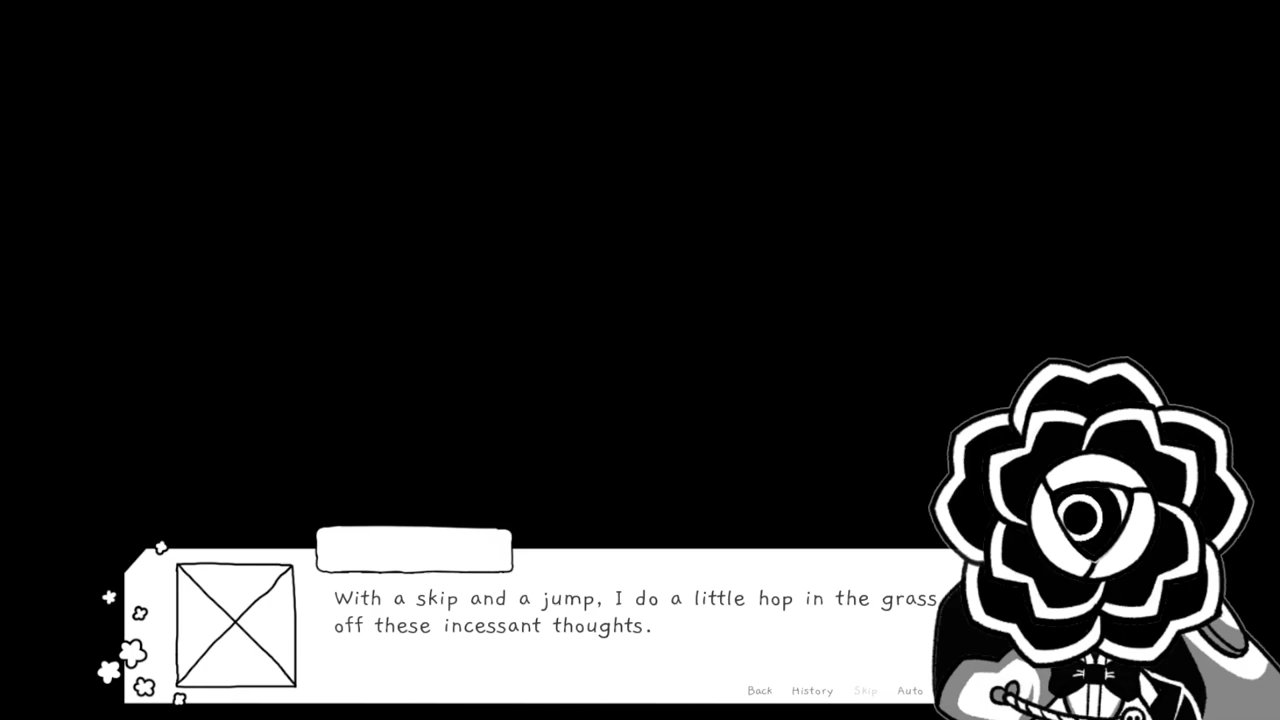 With a skip and a jump, I do a little hop in the grass
off these incessant thoughts.
Back History Skip Auto